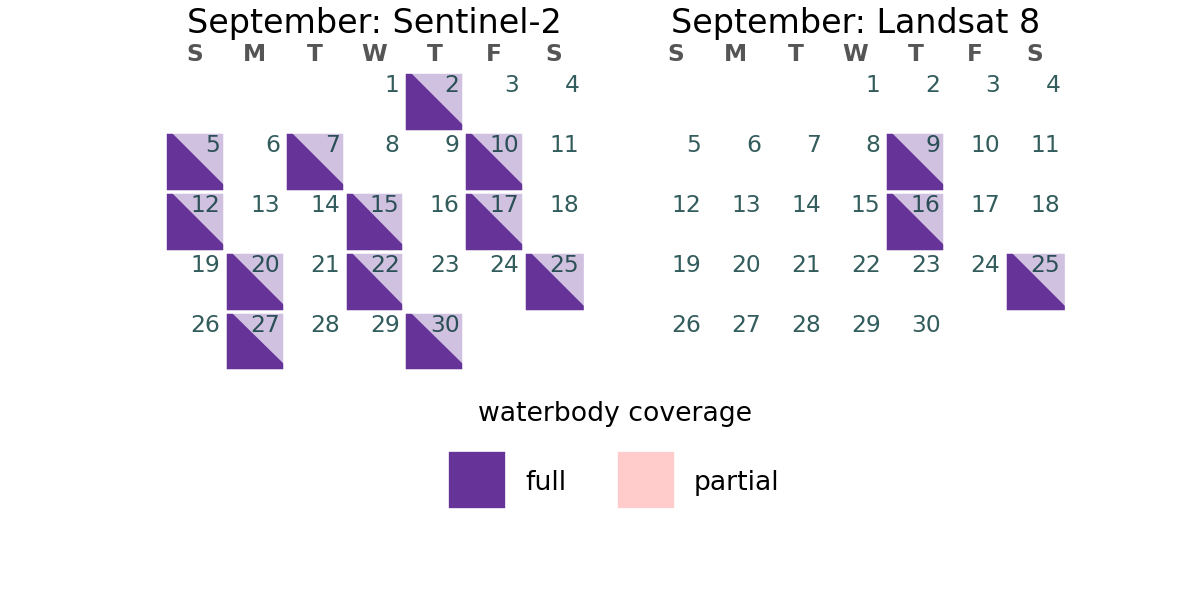 September: Sentinel-2
S M T W T F S
1 2 3 4
5 6 7 8 9 10 11
12 13 14 15 16 17 18
19 20 21 22 23 24 25
26 27 28 29 30
September: Landsat 8
S M T W T F S
1 2 3 4
5 6 7 8 9 10 11
12 13 14 15 16 17 18
19 20 21 22 23 24 25
26 27 28 29 30
waterbody coverage
full partial